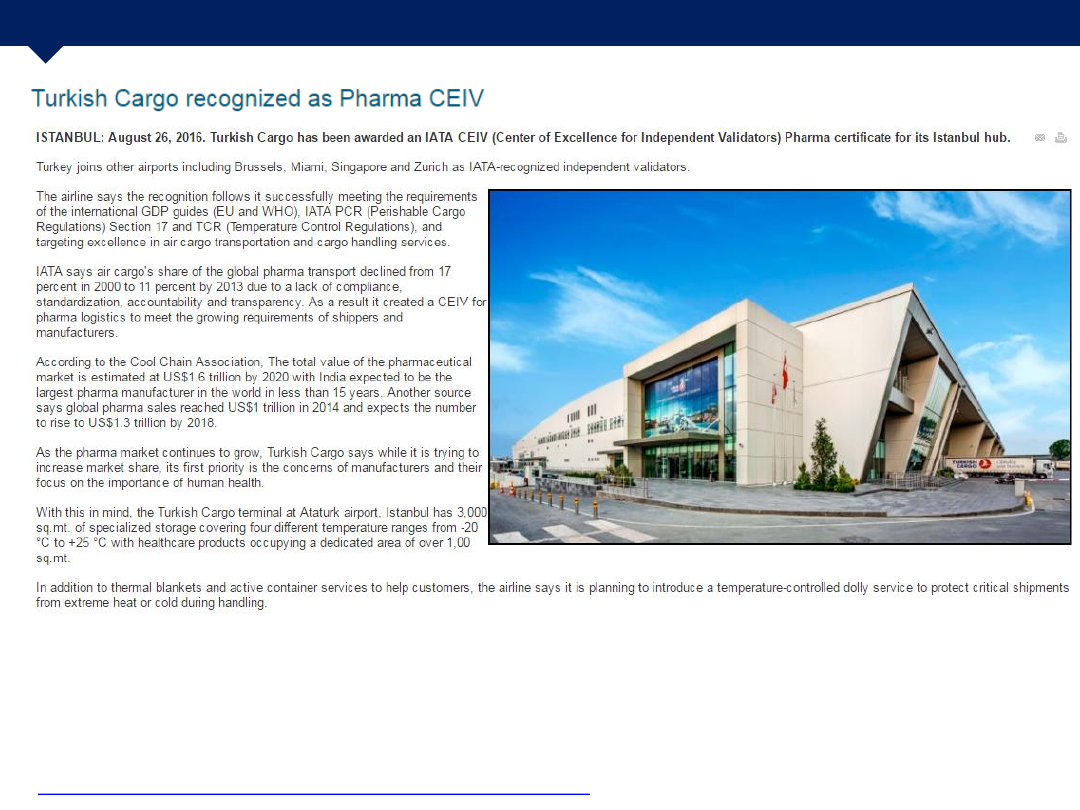 Turkish Cargo recognized as Pharma CEIV
ISTANBUL: August 26, 2016. Turkish Cargo has been awarded an IATA CEIV (Center of Excellence for Independent Validators) Pharma certificate for its Istanbul hub.
Turkey joins other airports including Brussels, Miami, Singapore and Zurich as IATA-recognized independent validators.
The airline says the recognition follows it successfully meeting the requirements
of the international GDP guides (EU and WHO), IATA PCR (Perishable Cargo
Regulations) Section 17 and TCR (Temperature Control Regulations), and
targeting excellence in air cargo transportation and cargo handling services.
IATA says air cargo's share of the global pharma transport declined from 17
percent in 2000 to 11 percent by 2013 due to a lack of compliance,
standardization, accountability and transparency. As a result it created a CEIV for
pharma logistics to meet the growing requirements of shippers and
manufacturers.
According to the Cool Chain Association, The total value of the pharmaceutical
market is estimated at US$1.6 trillion by 2020 with India expected to be the
largest pharma manufacturer in the world in less than 15 years. Another source
says global pharma sales reached US$1 trillion in 2014 and expects the number
to rise to US$1.3 trillion by 2018.
As the pharma market continues to grow, Turkish Cargo says while it is trying to
increase market share, its first priority is the concerns of manufacturers and their
focus on the importance of human health.
With this in mind, the Turkish Cargo terminal at Ataturk airport, Istanbul has 3,000
sq.mt. of specialized storage covering four different temperature ranges from -20
°C to +25 °C with healthcare products occupying a dedicated area of over 1,00
sq.mt.
In addition to thermal blankets and active container services to help customers, the airline says it is planning to introduce a temperature-controlled dolly service to protect critical shipments
from extreme heat or cold during handling.
TURKISH
CARGO